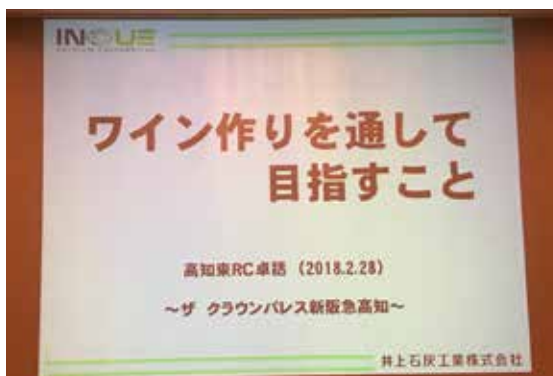 INOUE
ワイン作りを通して
目指すこと
高知東RC卓話 （2018.2.28）
～ザ クラウンパレス新阪急高知～
井上石灰工業株式会社